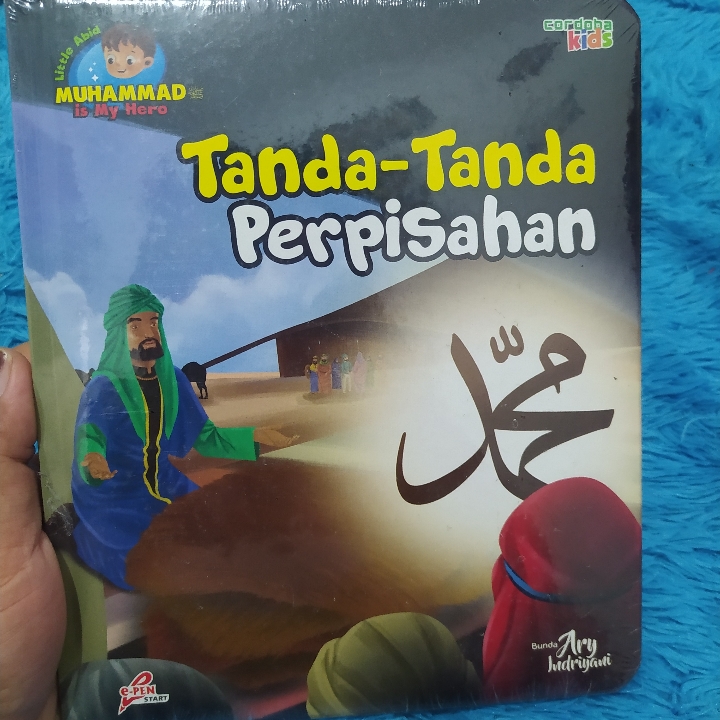 Little Abid
MUHAMMAD ﷺ
is My Hero
cordoba
kids
Tanda-Tanda
Perpisahan
محمد
Bunda Ary
Indriyani
e-PEN
START